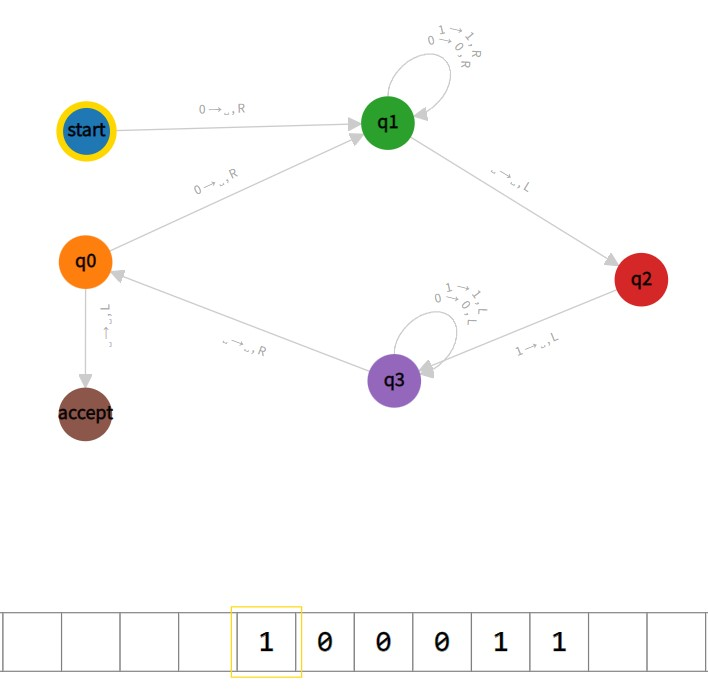 1→1,R
0→0,R
0→␣,R
start
q1
0→␣,R
␣→␣,L
q0
q2
1→1,L
0→0,L
␣→␣,L
␣→␣,R
1→␣,L
q3
accept
1 0 0 0 1 1